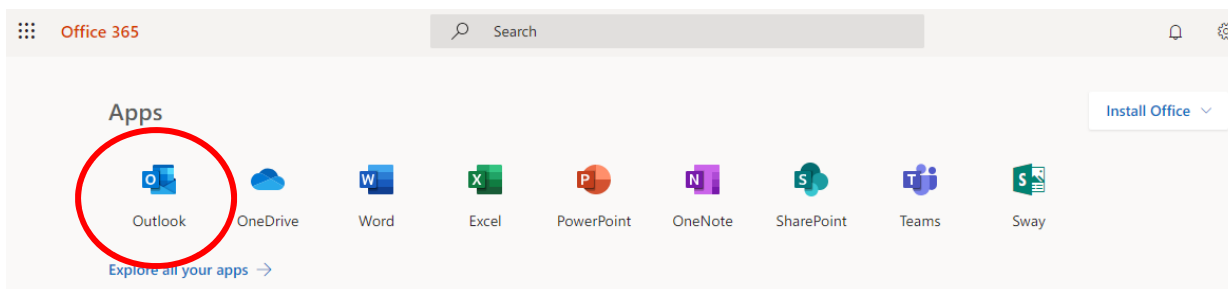 Office 365
Search
Apps
Install Office
O
W
X
P
N
S
T
S
Outlook OneDrive Word Excel PowerPoint OneNote SharePoint Teams Sway
Explore all your apps →